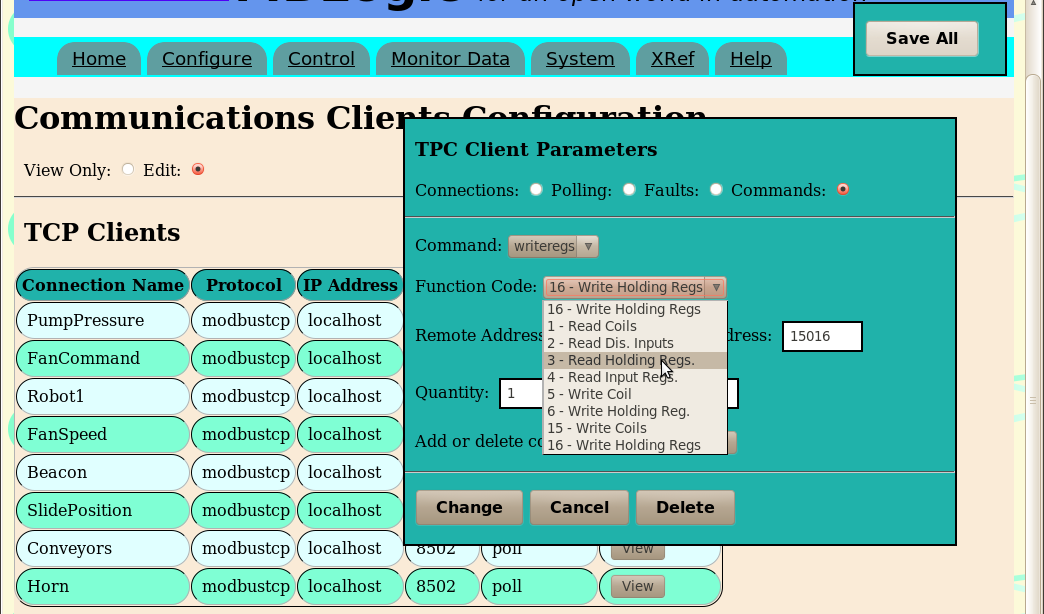 for an open world in automation
Save All
Home Configure Control Monitor Data System XRef Help
Communications Clients Configuration
View Only: Edit:
TCP Clients
Connection Name Protocol IP Address
PumpPressure modbustcp localhost
FanCommand modbustcp localhost
Robot1 modbustcp localhost
FanSpeed modbustcp localhost
Beacon modbustcp localhost
SlidePosition modbustcp localhost
Conveyors modbustcp localhost 8502 poll View
Horn modbustcp localhost 8502 poll View
TPC Client Parameters
Connections: Polling: Faults: Commands:
Command: writeregs
Function Code: 16 - Write Holding Regs
16 - Write Holding Regs
1 - Read Coils
2 - Read Dis. Inputs
3 - Read Holding Regs.
4 - Read Input Regs.
5 - Write Coil
6 - Write Holding Reg.
15 - Write Coils
16 - Write Holding Regs
Remote Address dress: 15016
Quantity: 1
Add or delete co
Change Cancel Delete